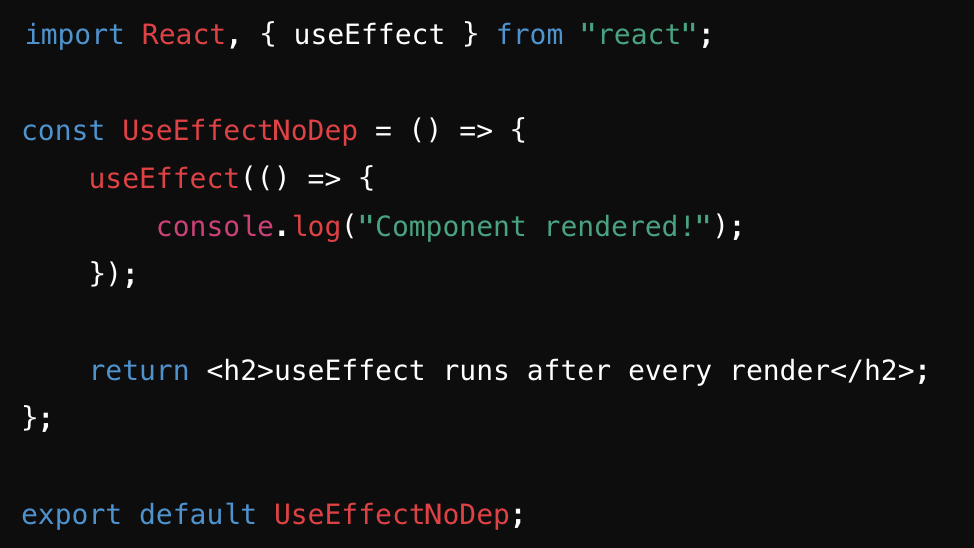 import React, { useEffect } from "react";
const UseEffectNoDep = () => {
    useEffect(() => {
        console.log("Component rendered!");
    });
    return <h2>useEffect runs after every render</h2>;
};
export default UseEffectNoDep;